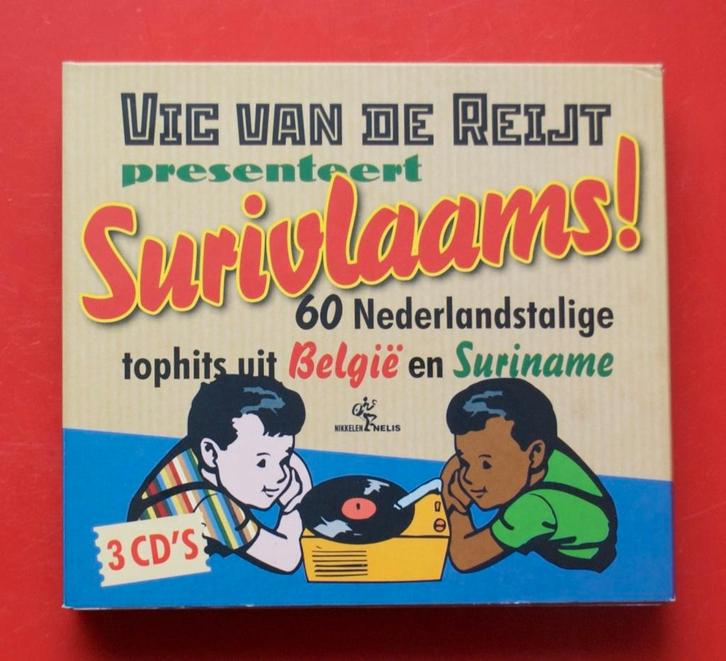 Vic van de Reijt
presenteert
Surivlaams!
60 Nederlandstalige
tophits uit België en Suriname
NIKKELEN NELIS
3 CD'S